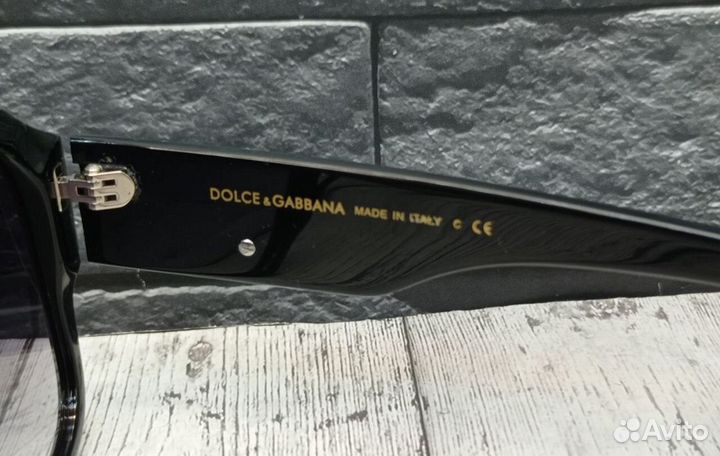 DOLCE & GABBANA MADE IN ITALY C CE
Avito